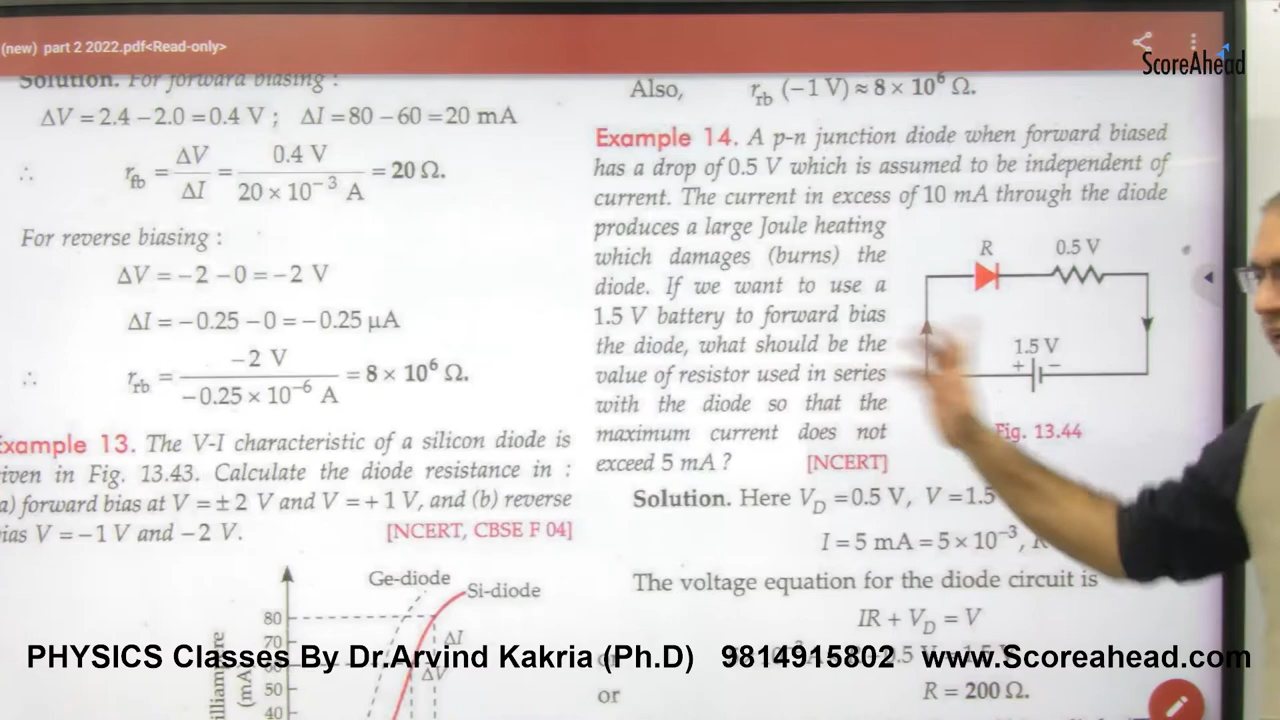 (new) part 2 2022.pdf<Read-only>
ScoreAhead
Solution. For forward biasing :
ΔV = 2.4 − 2.0 = 0.4 V ; ΔI = 80 − 60 = 20 mA
∴ r_fb = ΔV/ΔI = 0.4 V / 20 × 10⁻³ A = 20 Ω.
For reverse biasing :
ΔV = −2 − 0 = −2 V
ΔI = −0.25 − 0 = −0.25 μA
∴ r_rb = −2 V / −0.25 × 10⁻⁶ A = 8 × 10⁶ Ω.
Example 13. The V-I characteristic of a silicon diode is
iven in Fig. 13.43. Calculate the diode resistance in :
a) forward bias at V = ± 2 V and V = + 1 V, and (b) reverse
ias V = −1 V and −2 V. [NCERT, CBSE F 04]
Ge-diode
Si-diode
80
70
60
50
40
ΔI
ΔV
illiampere
(mA)
Also, r_rb (−1 V) ≈ 8 × 10⁶ Ω.
Example 14. A p-n junction diode when forward biased
has a drop of 0.5 V which is assumed to be independent of
current. The current in excess of 10 mA through the diode
produces a large Joule heating
which damages (burns) the
diode. If we want to use a
1.5 V battery to forward bias
the diode, what should be the
value of resistor used in series
with the diode so that the
maximum current does not
exceed 5 mA ? [NCERT]
R
0.5 V
1.5 V
+ −
Fig. 13.44
Solution. Here V_D = 0.5 V, V = 1.5
I = 5 mA = 5 × 10⁻³, R
The voltage equation for the diode circuit is
IR + V_D = V
or
R = 200 Ω.
PHYSICS Classes By Dr.Arvind Kakria (Ph.D) 9814915802 www.Scoreahead.com